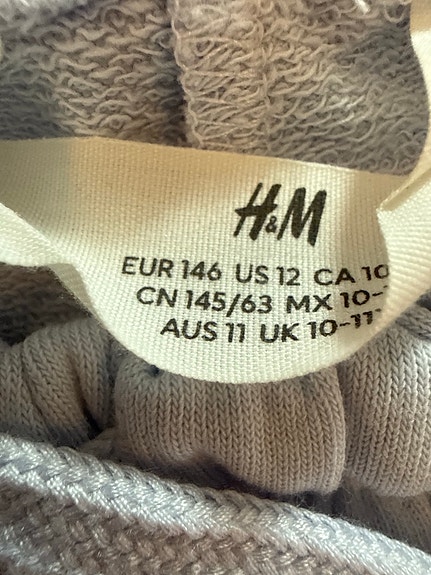 H&M
EUR 146 US 12 CA 10
CN 145/63 MX 10-
AUS 11 UK 10-11